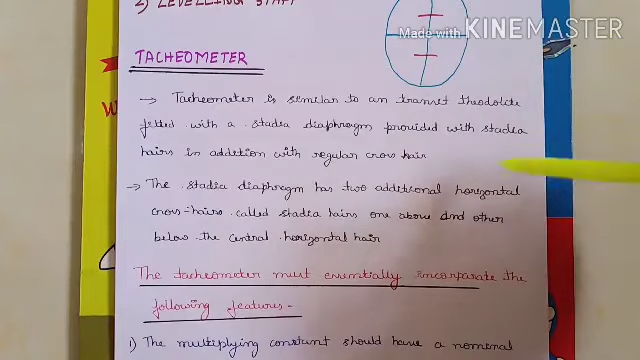 2) LEVELLING STAFF
Made with KINEMASTER
TACHEOMETER
→ Tacheometer is similar to an transit theodolite
fitted with a stadia diaphragm provided with stadia
hairs in addition with regular cross hair
→ The stadia diaphragm has two additional horizontal
cross-hairs called stadia hairs one above and other
below the central horizontal hair
The tacheometer must essentially incorparate the
following features-
1) The multiplying constant should have a nominal